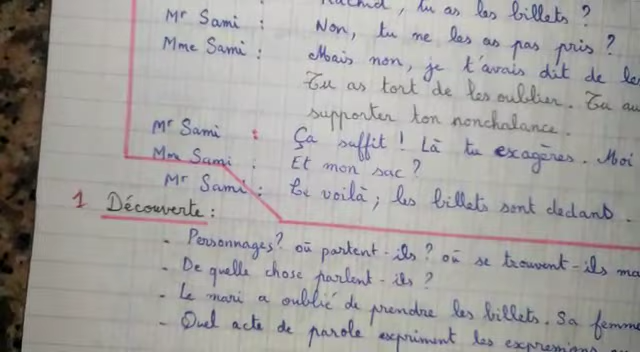 Rachid, tu as les billets ?
Mr Sami : Non, tu ne les as pas pris ?
Mme Sami : Mais non, je t'avais dit de les
Tu as tort de les oublier. Tu au
supporter ton nonchalance.
Mr Sami : Ça suffit ! Là tu exagères. Moi
Mme Sami : Et mon sac ?
Mr Sami : Le voilà ; les billets sont dedans.
1 Découverte :
- Personnages ? où partent-ils ? où se trouvent-ils ma
- De quelle chose parlent-ils ?
- Le mari a oublié de prendre les billets. Sa femme
- Quel acte de parole expriment les expressions